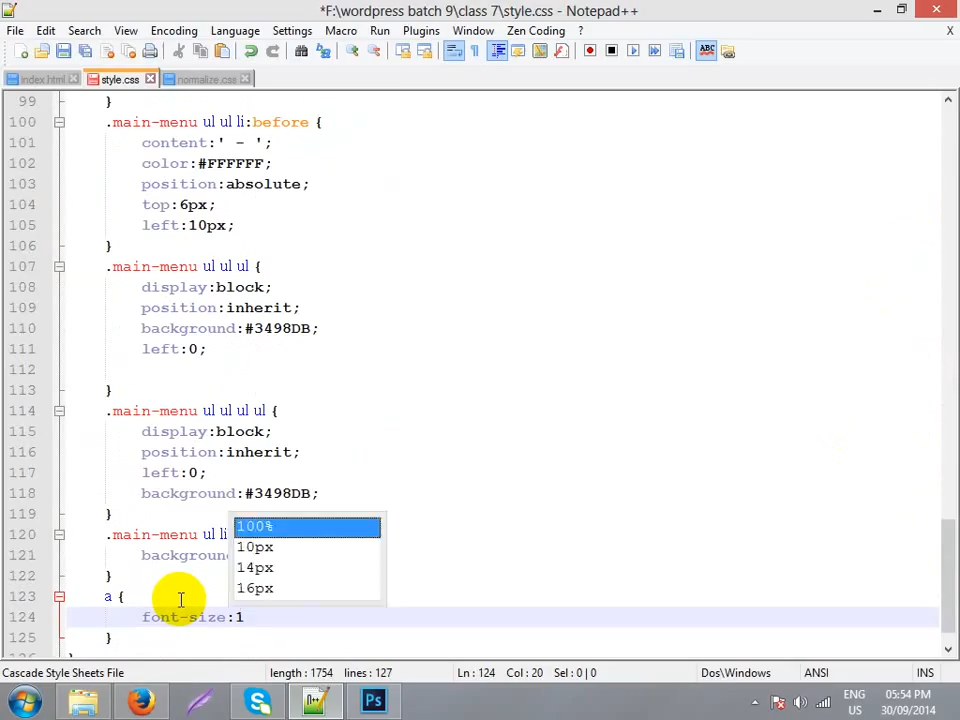 *F:\wordpress batch 9\class 7\style.css - Notepad++
File Edit Search View Encoding Language Settings Macro Run Plugins Window Zen Coding ? X
index.html style.css normalize.css
99 }
100 .main-menu ul ul li:before {
101 content:' - ';
102 color:#FFFFFF;
103 position:absolute;
104 top:6px;
105 left:10px;
106 }
107 .main-menu ul ul ul {
108 display:block;
109 position:inherit;
110 background:#3498DB;
111 left:0;
112
113 }
114 .main-menu ul ul ul ul {
115 display:block;
116 position:inherit;
117 left:0;
118 background:#3498DB;
119 }
120 .main-menu ul li
121 background
122 }
123 a {
124 font-size:1
125 }
100%
10px
14px
16px
Cascade Style Sheets File length : 1754 lines : 127 Ln : 124 Col : 20 Sel : 0 | 0 Dos\Windows ANSI INS
ENG US 05:54 PM 30/09/2014